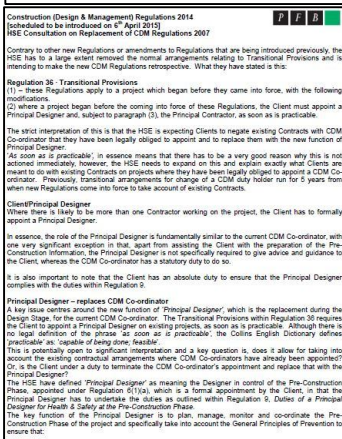 Construction (Design & Management) Regulations 2014
P F B
[scheduled to be introduced on 6th April 2015]
HSE Consultation on Replacement of CDM Regulations 2007
Contrary to other new Regulations or amendments to Regulations that are being introduced previously, the
HSE has to a large extent removed the normal arrangements relating to Transitional Provisions and is
intending to make the new CDM Regulations retrospective. What they have stated is this:
Regulation 36 - Transitional Provisions
(1) – these Regulations apply to a project which began before they came into force, with the following
modifications.
(2) where a project began before the coming into force of these Regulations, the Client must appoint a
Principal Designer and, subject to paragraph (3), the Principal Contractor, as soon as is practicable.
The strict interpretation of this is that the HSE is expecting Clients to negate existing Contracts with CDM
Co-ordinator that they have been legally obliged to appoint and to replace them with the new function of
Principal Designer.
'As soon as is practicable', in essence means that there has to be a very good reason why this is not
actioned immediately, however, the HSE needs to expand on this and explain exactly what Clients are
meant to do with existing Contracts on projects where they have been legally obliged to appoint a CDM Co-
ordinator. Previously, transitional arrangements for change of a CDM duty holder run for 5 years from
when new Regulations come into force to take account of existing Contracts.
Client/Principal Designer
Where there is likely to be more than one Contractor working on the project, the Client has to formally
appoint a Principal Designer.
In essence, the role of the Principal Designer is fundamentally similar to the current CDM Co-ordinator, with
one very significant exception in that, apart from assisting the Client with the preparation of the Pre-
Construction Information, the Principal Designer is not specifically required to give advice and guidance to
the Client, whereas the CDM Co-ordinator has a statutory duty to do so.
It is also important to note that the Client has an absolute duty to ensure that the Principal Designer
complies with the duties within Regulation 9.
Principal Designer – replaces CDM Co-ordinator
A key issue centres around the new function of 'Principal Designer', which is the replacement during the
Design Stage, for the current CDM Co-ordinator. The Transitional Provisions within Regulation 36 requires
the Client to appoint a Principal Designer on existing projects, as soon as is practicable. Although there is
no legal definition of the phrase 'as soon as is practicable', the Collins English Dictionary defines
'practicable' as: 'capable of being done; feasible'.
This is potentially open to significant interpretation and a key question is, does it allow for taking into
account the existing contractual arrangements where CDM Co-ordinators have already been appointed?
Or, is the Client under a duty to terminate the CDM Co-ordinator's appointment and replace that with the
Principal Designer?
The HSE have defined 'Principal Designer' as meaning the Designer in control of the Pre-Construction
Phase, appointed under Regulation 6(1)(a), which is a formal appointment by the Client, in that the
Principal Designer has to undertake the duties as outlined within Regulation 9, Duties of a Principal
Designer for Health & Safety at the Pre-Construction Phase.
The key function of the Principal Designer is to plan, manage, monitor and co-ordinate the Pre-
Construction Phase of the project and specifically take into account the General Principles of Prevention to
ensure that: